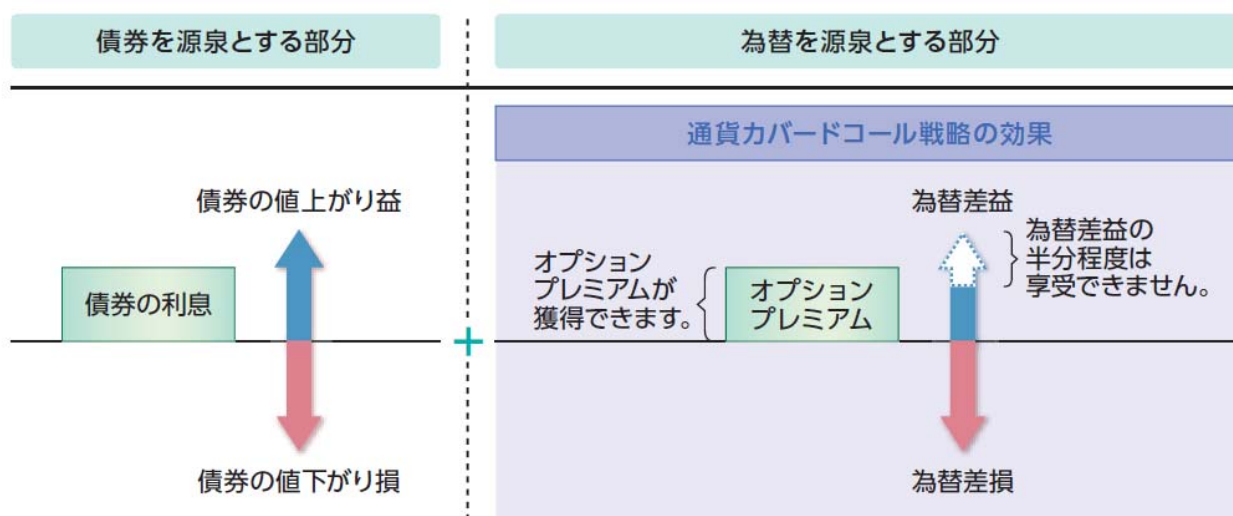 債券を源泉とする部分
為替を源泉とする部分
通貨カバードコール戦略の効果
債券の値上がり益
債券の利息
債券の値下がり損
+
オプション
プレミアムが
獲得できます。
オプション
プレミアム
為替差益
為替差益の
半分程度は
享受できません。
為替差損